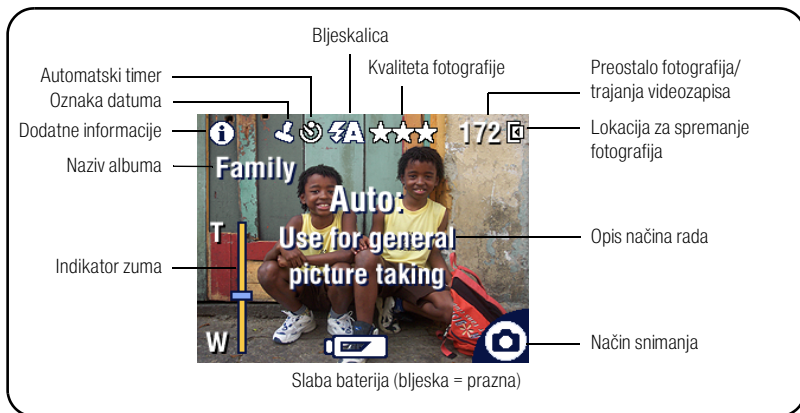 Bljeskalica
Automatski timer
Kvaliteta fotografije
Preostalo fotografija/
trajanja videozapisa
Oznaka datuma
Dodatne informacije
A
172
Lokacija za spremanje
fotografija
Naziv albuma
Family
Auto:
T
Use for general
Opis načina rada
picture taking
Indikator zuma
W
Način snimanja
Slaba baterija (bljeska = prazna)